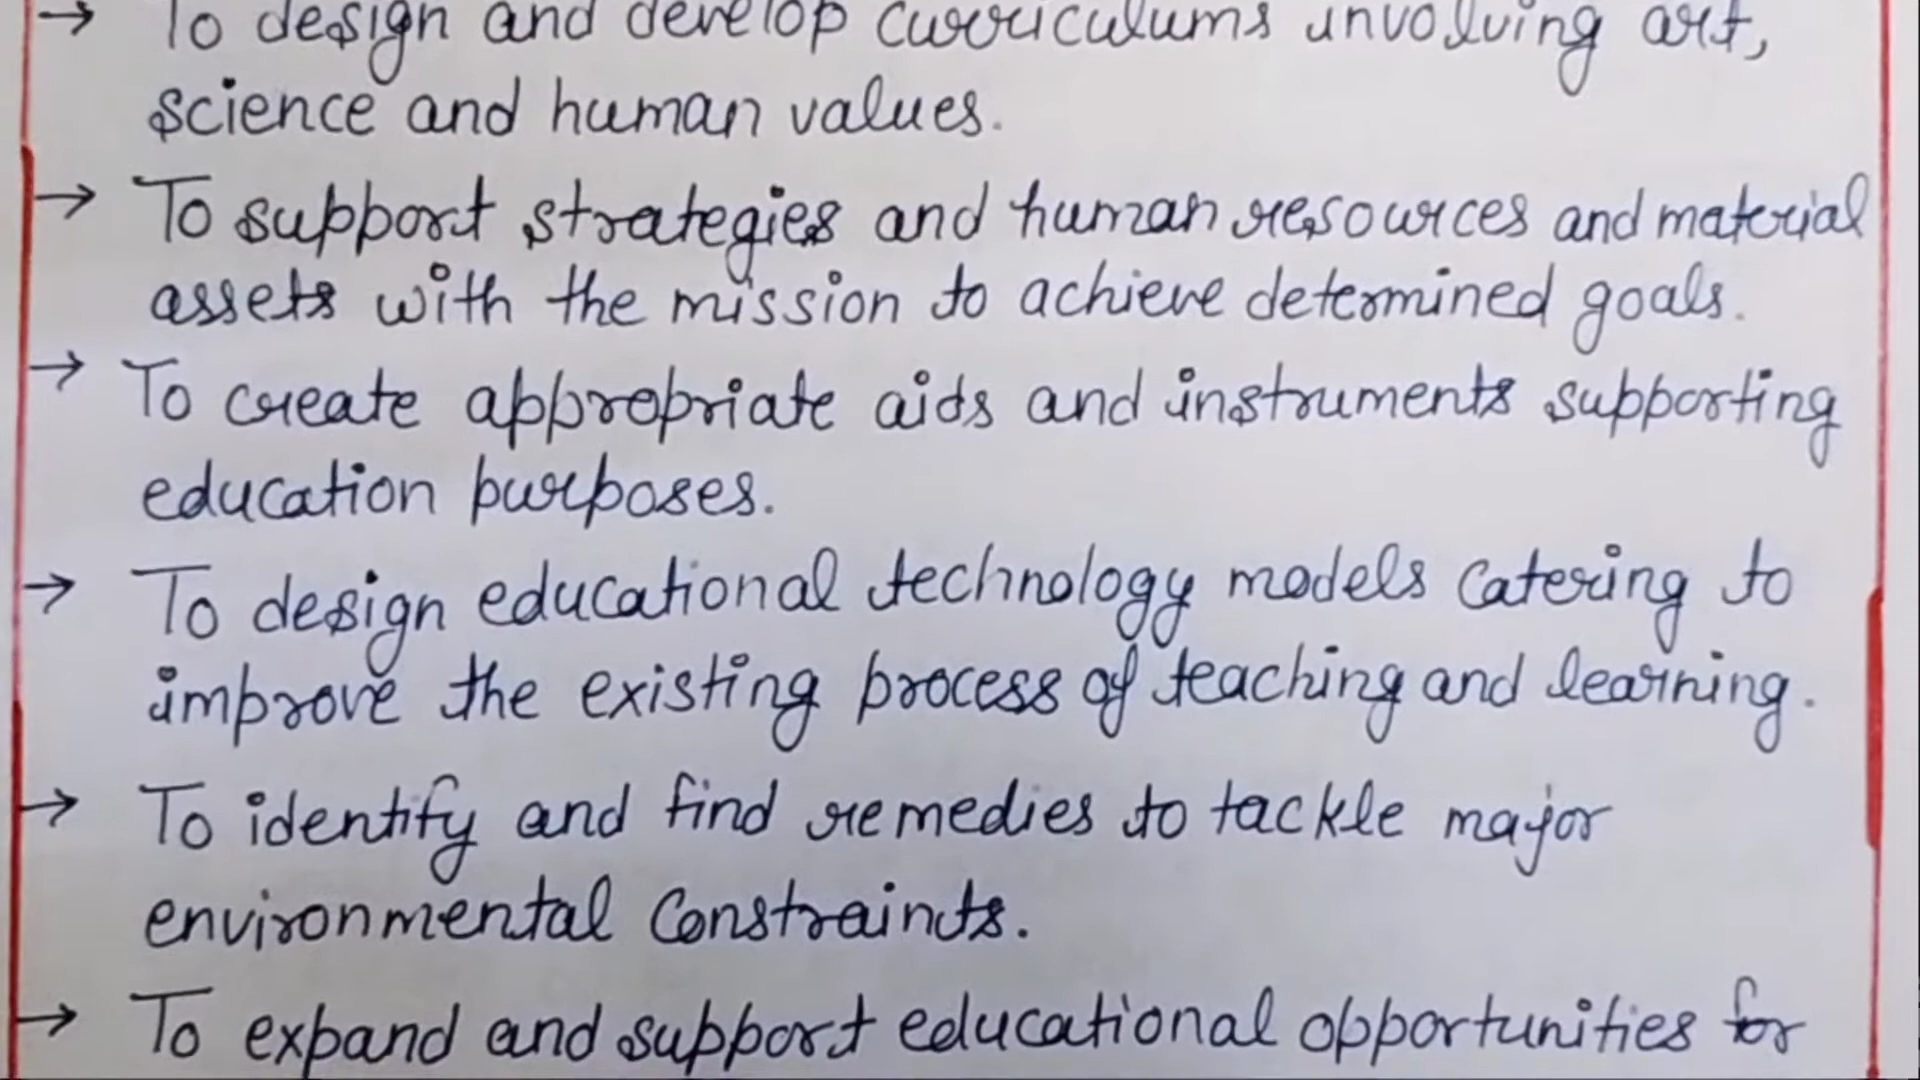 → To design and develop curriculums involving art,
science and human values.
→ To support strategies and human resources and material
assets with the mission to achieve determined goals.
→ To create appropriate aids and instruments supporting
education purposes.
→ To design educational technology models catering to
improve the existing process of teaching and learning.
→ To identify and find remedies to tackle major
environmental constraints.
→ To expand and support educational opportunities for